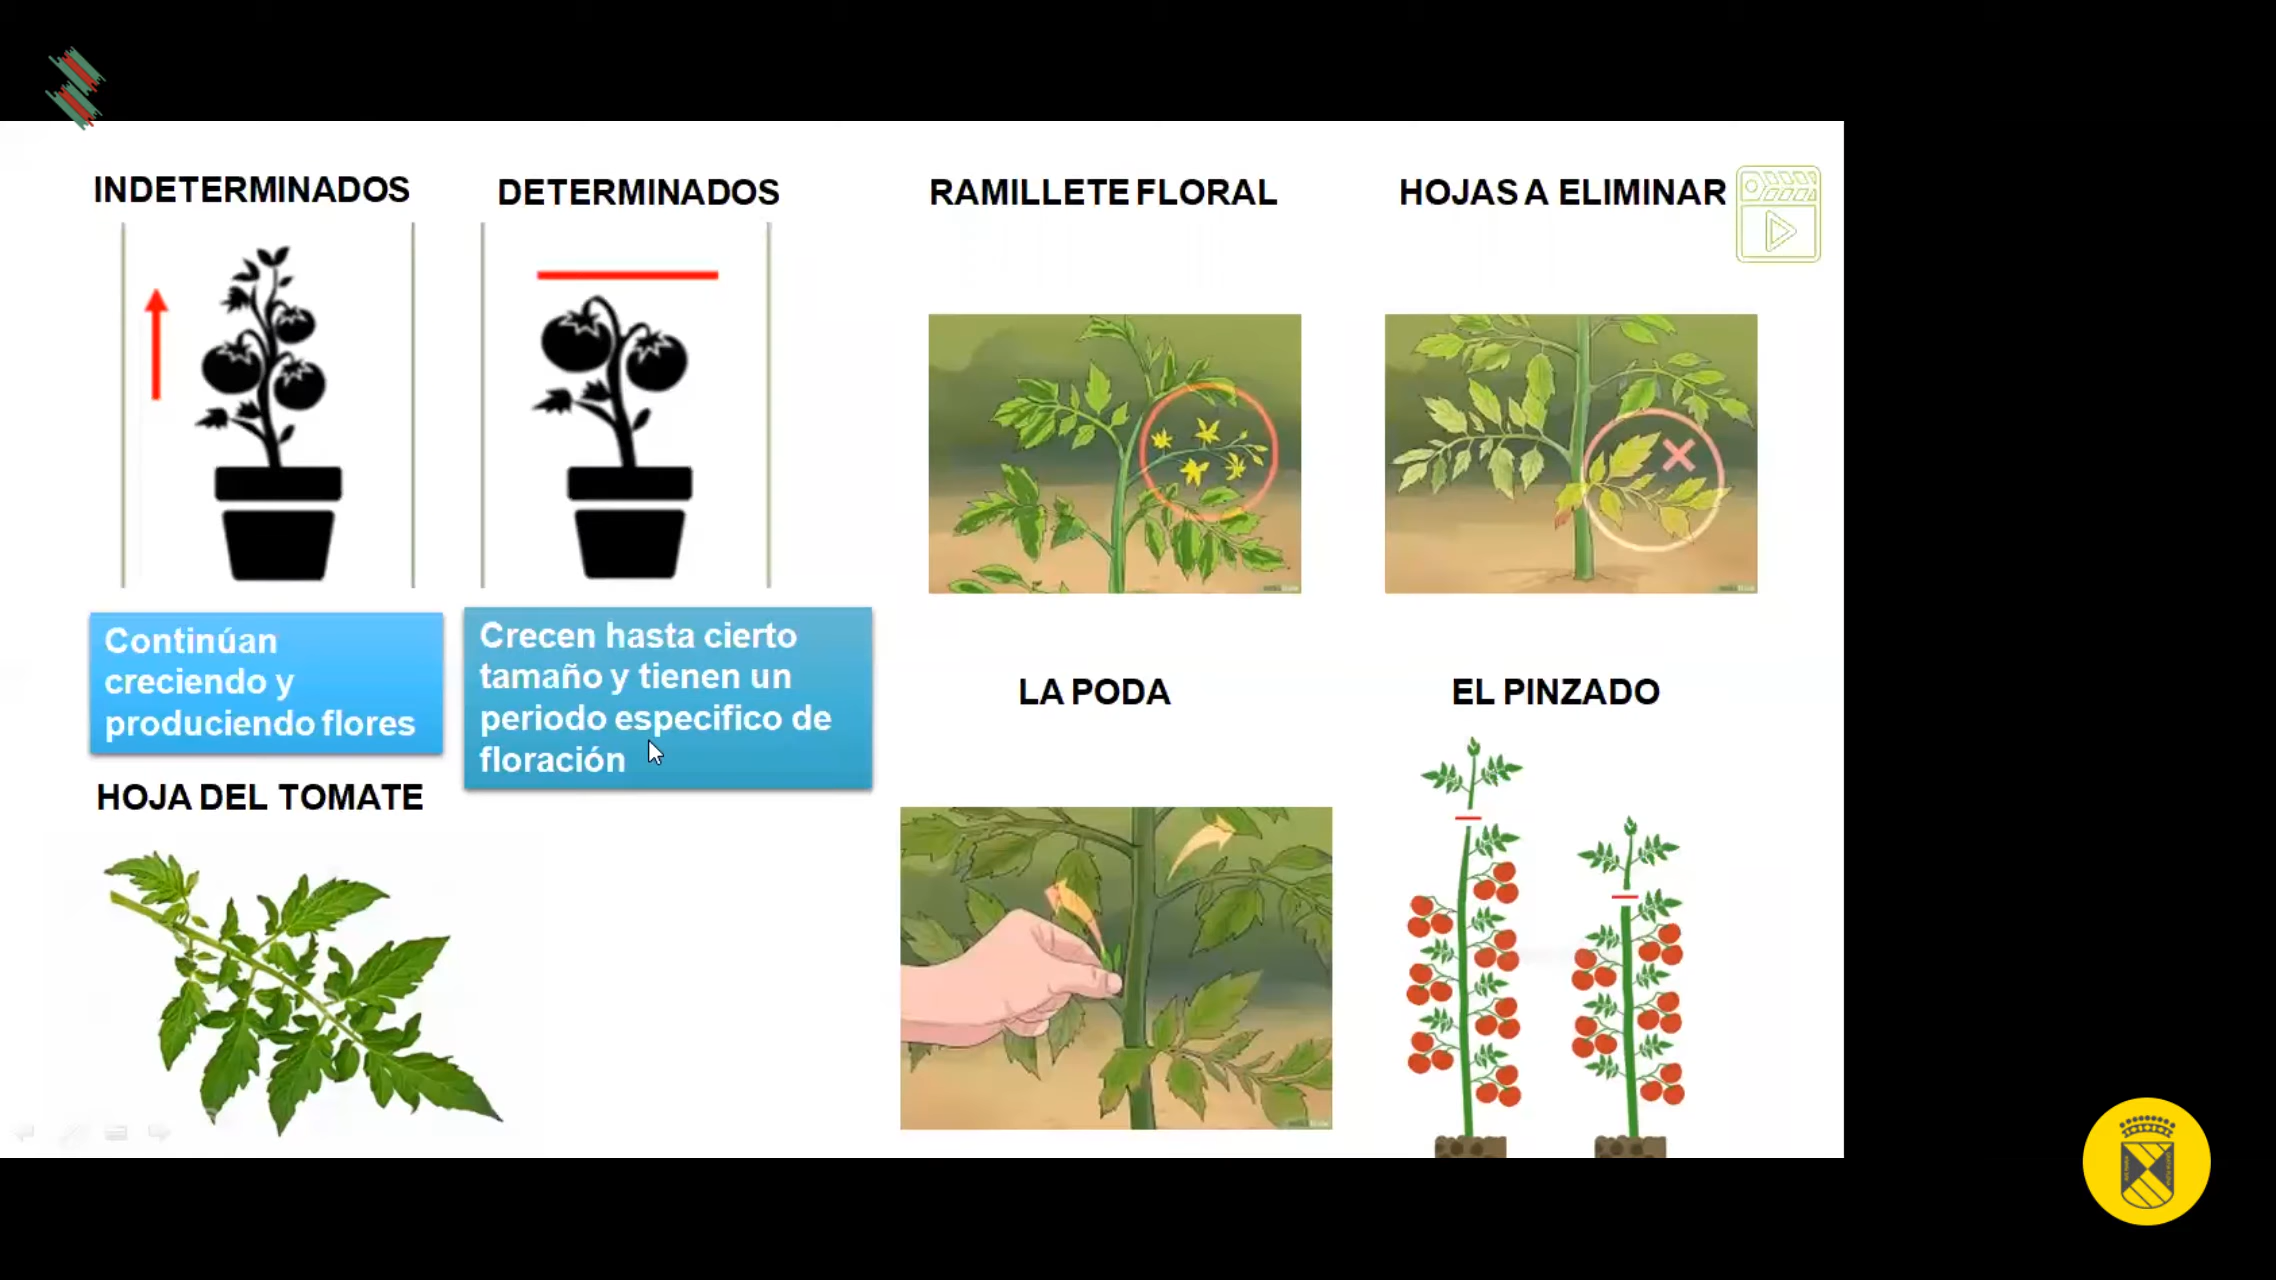 INDETERMINADOS
DETERMINADOS
RAMILLETE FLORAL
HOJAS A ELIMINAR
Continúan
creciendo y
produciendo flores
Crecen hasta cierto
tamaño y tienen un
periodo especifico de
floración
LA PODA
EL PINZADO
HOJA DEL TOMATE